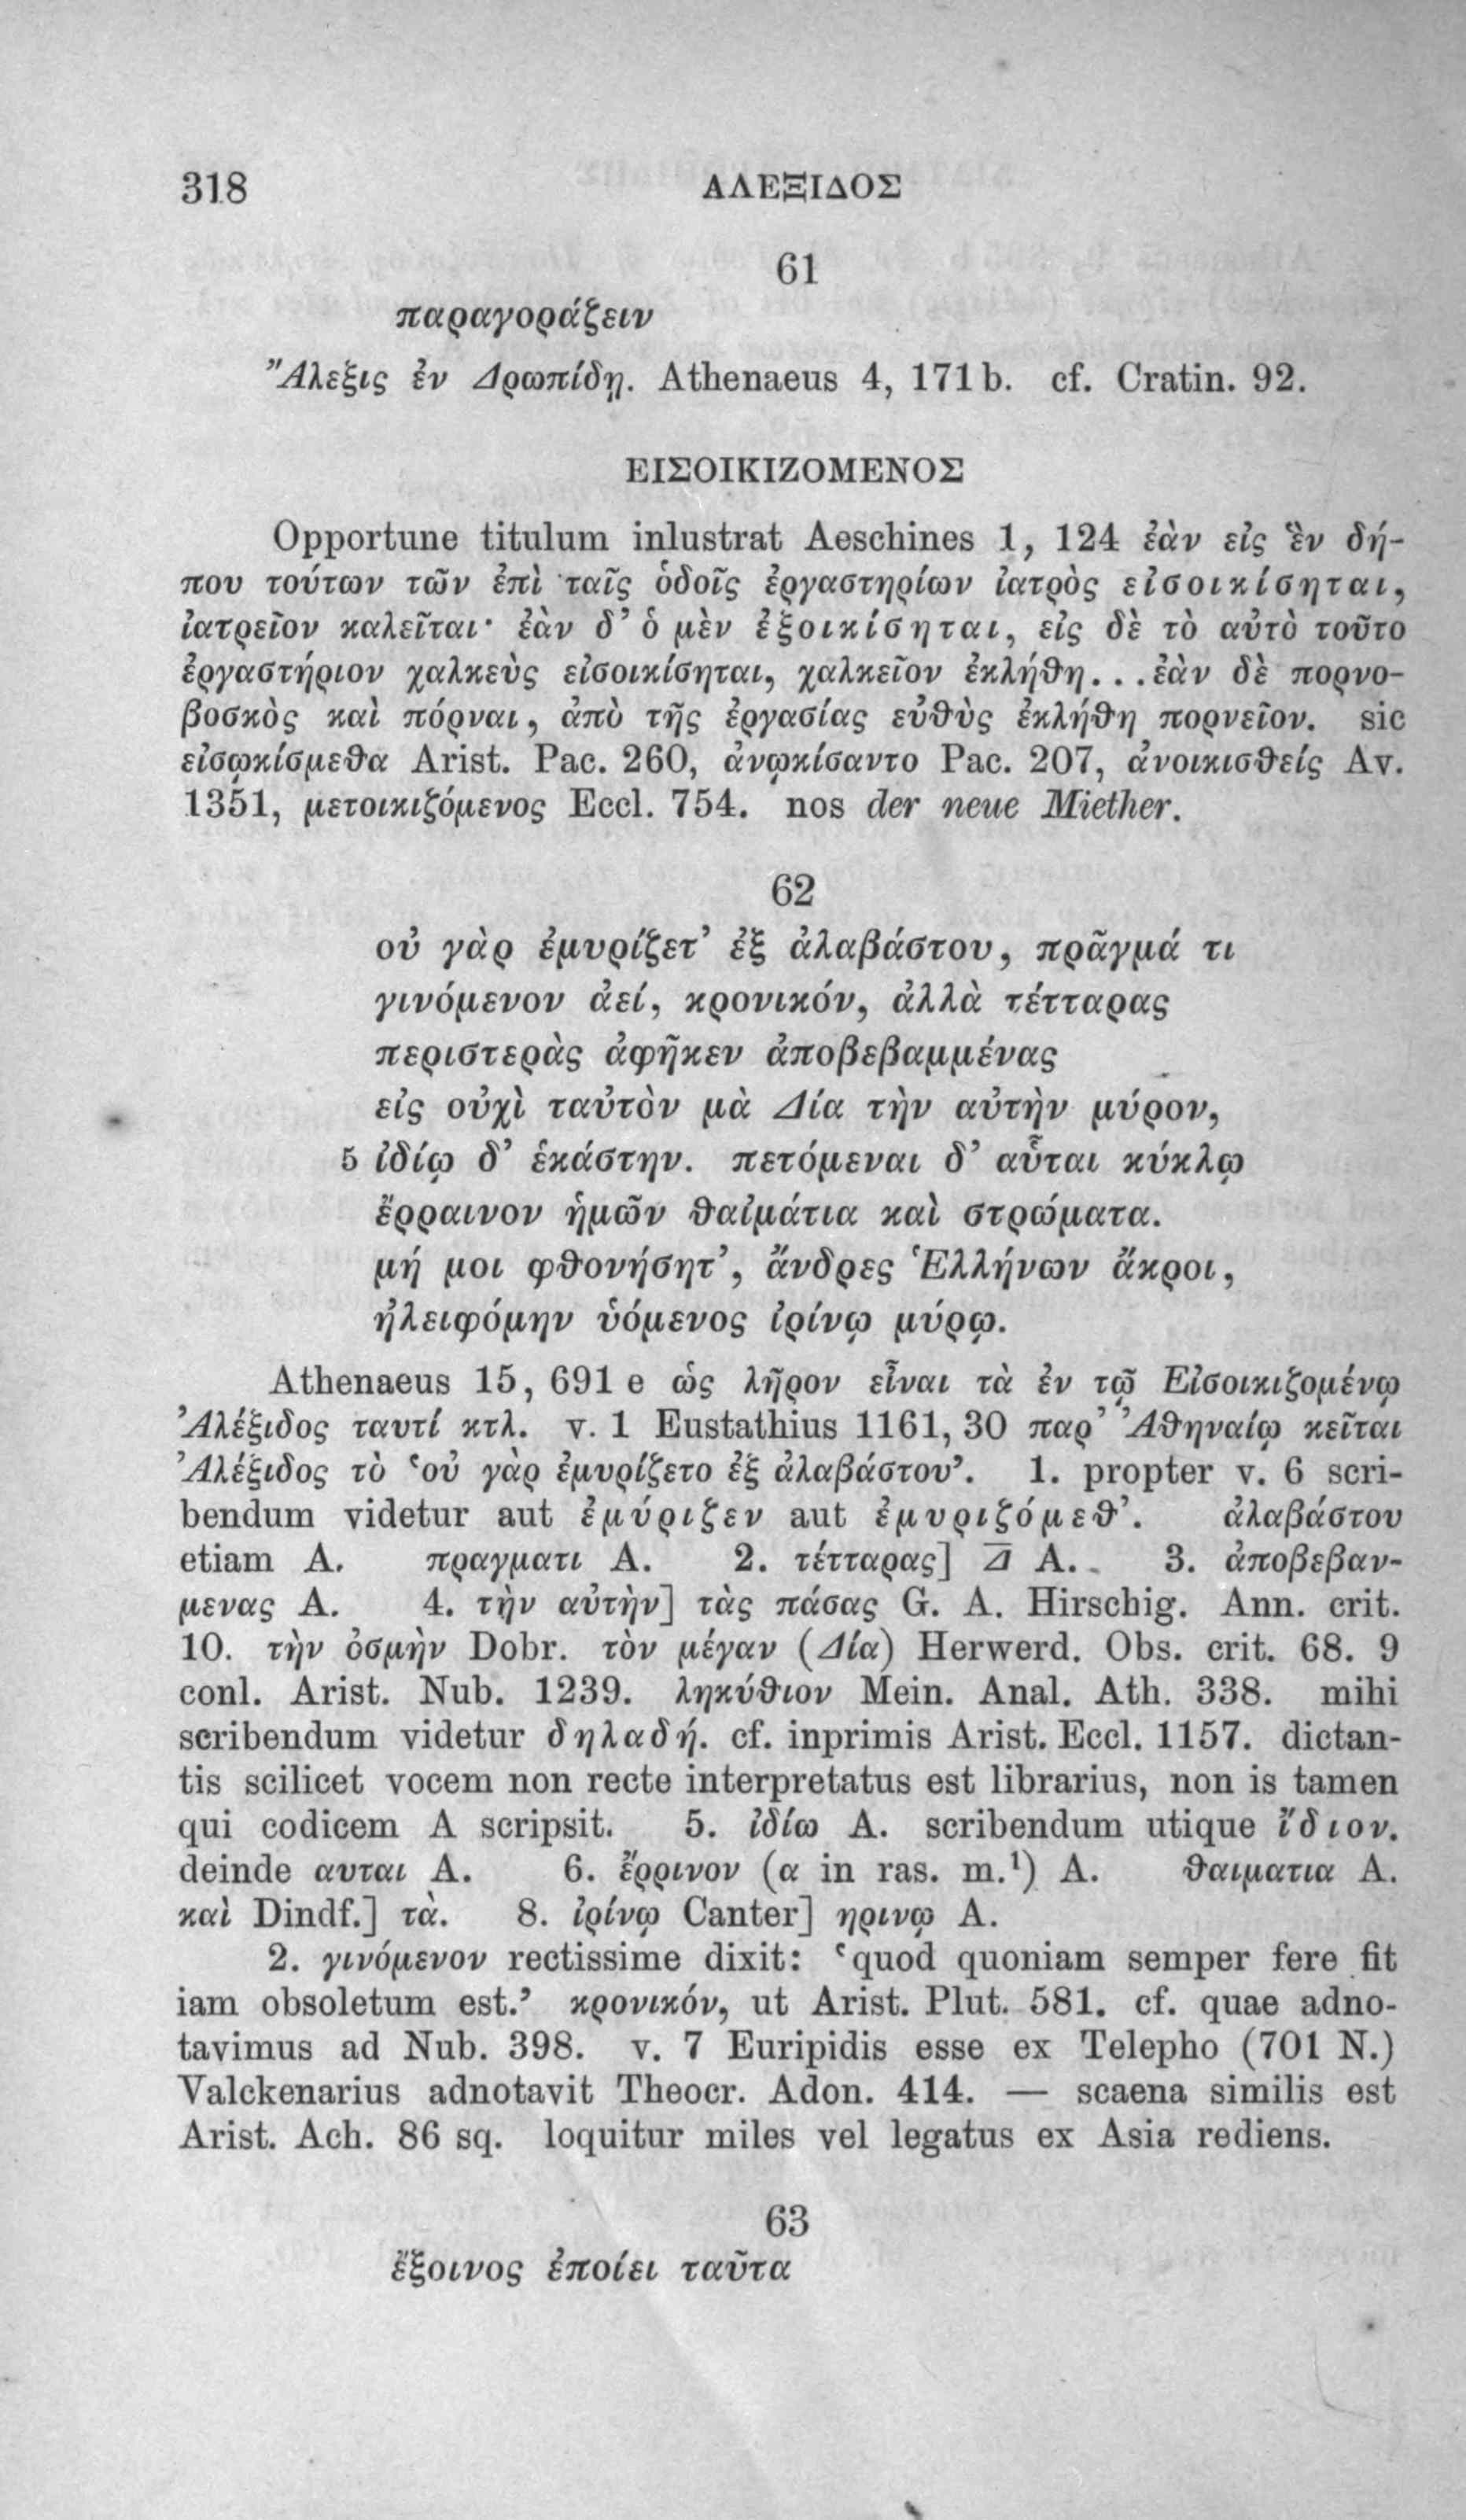 318 ΑΛΕΞΙΔΟΣ
61
παραγοράζειν
Ἄλεξις ἐν Δρωπίδῃ. Athenaeus 4, 171 b. cf. Cratin. 92.
ΕΙΣΟΙΚΙΖΟΜΕΝΟΣ
Opportune titulum inlustrat Aeschines 1, 124 ἐὰν εἰς ἓν δή-
που τούτων τῶν ἐπὶ ταῖς ὁδοῖς ἐργαστηρίων ἰατρὸς εἰσοικίσηται,
ἰατρεῖον καλεῖται· ἐὰν δ’ ὁ μὲν ἐξοικίσηται, εἰς δὲ τὸ αὐτὸ τοῦτο
ἐργαστήριον χαλκεὺς εἰσοικίσηται, χαλκεῖον ἐκλήθη...ἐὰν δὲ πορνο-
βοσκὸς καὶ πόρναι, ἀπὸ τῆς ἐργασίας εὐθὺς ἐκλήθη πορνεῖον. sic
εἰσῳκίσμεθα Arist. Pac. 260, ἀνῳκίσαντο Pac. 207, ἀνοικισθείς Av.
1351, μετοικιζόμενος Eccl. 754. nos der neue Miether.
62
οὐ γὰρ ἐμυρίζετ’ ἐξ ἀλαβάστου, πρᾶγμά τι
γινόμενον ἀεί, κρονικόν, ἀλλὰ τέτταρας
περιστερὰς ἀφῆκεν ἀποβεβαμμένας
εἰς οὐχὶ ταὐτὸν μὰ Δία τὴν αὐτὴν μύρον,
5 ἰδίῳ δ’ ἑκάστην. πετόμεναι δ’ αὗται κύκλῳ
ἔρραινον ἡμῶν θαἰμάτια καὶ στρώματα.
μή μοι φθονήσητ’, ἄνδρες Ἑλλήνων ἄκροι,
ἠλειφόμην ὑόμενος ἰρίνῳ μύρῳ.
Athenaeus 15, 691 e ὡς λῆρον εἶναι τὰ ἐν τῷ Εἰσοικιζομένῳ
Ἀλέξιδος ταυτί κτλ. v. 1 Eustathius 1161, 30 παρ’ Ἀθηναίῳ κεῖται
Ἀλέξιδος τὸ ‘οὐ γὰρ ἐμυρίζετο ἐξ ἀλαβάστου’. 1. propter v. 6 scri-
bendum videtur aut ἐμύριζεν aut ἐμυριζόμεθ’. ἀλαβάστου
etiam A. πραγματι A. 2. τέτταρας] Δ̅ A. 3. ἀποβεβαν-
μενας A. 4. τὴν αὐτὴν] τὰς πάσας G. A. Hirschig. Ann. crit.
10. τὴν ὀσμὴν Dobr. τὸν μέγαν (Δία) Herwerd. Obs. crit. 68. 9
conl. Arist. Nub. 1239. ληκύθιον Mein. Anal. Ath. 338. mihi
scribendum videtur δηλαδή. cf. inprimis Arist. Eccl. 1157. dictan-
tis scilicet vocem non recte interpretatus est librarius, non is tamen
qui codicem A scripsit. 5. ἰδίω A. scribendum utique ἴδιον.
deinde αυται A. 6. ἔρρινον (α in ras. m.¹) A. θαιματια A.
καὶ Dindf.] τὰ. 8. ἰρίνῳ Canter] ηρινῳ A.
2. γινόμενον rectissime dixit: ‘quod quoniam semper fere fit
iam obsoletum est.’ κρονικόν, ut Arist. Plut. 581. cf. quae adno-
tavimus ad Nub. 398. v. 7 Euripidis esse ex Telepho (701 N.)
Valckenarius adnotavit Theocr. Adon. 414. — scaena similis est
Arist. Ach. 86 sq. loquitur miles vel legatus ex Asia rediens.
63
ἔξοινος ἐποίει ταῦτα